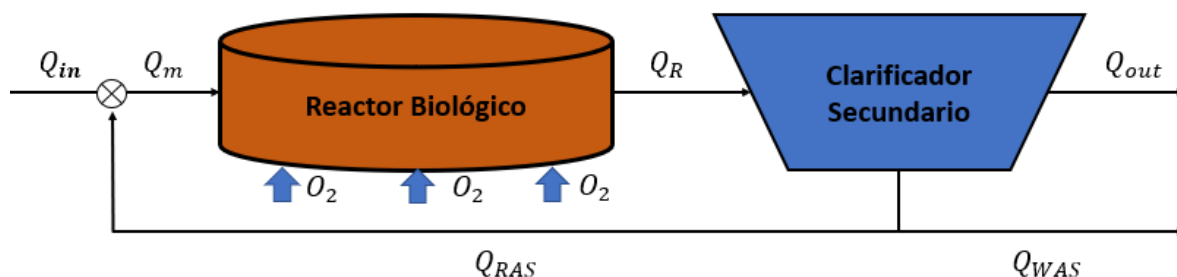 Q_in
Q_m
Reactor Biológico
Q_R
Clarificador
Secundario
Q_out
O_2
O_2
O_2
Q_RAS
Q_WAS